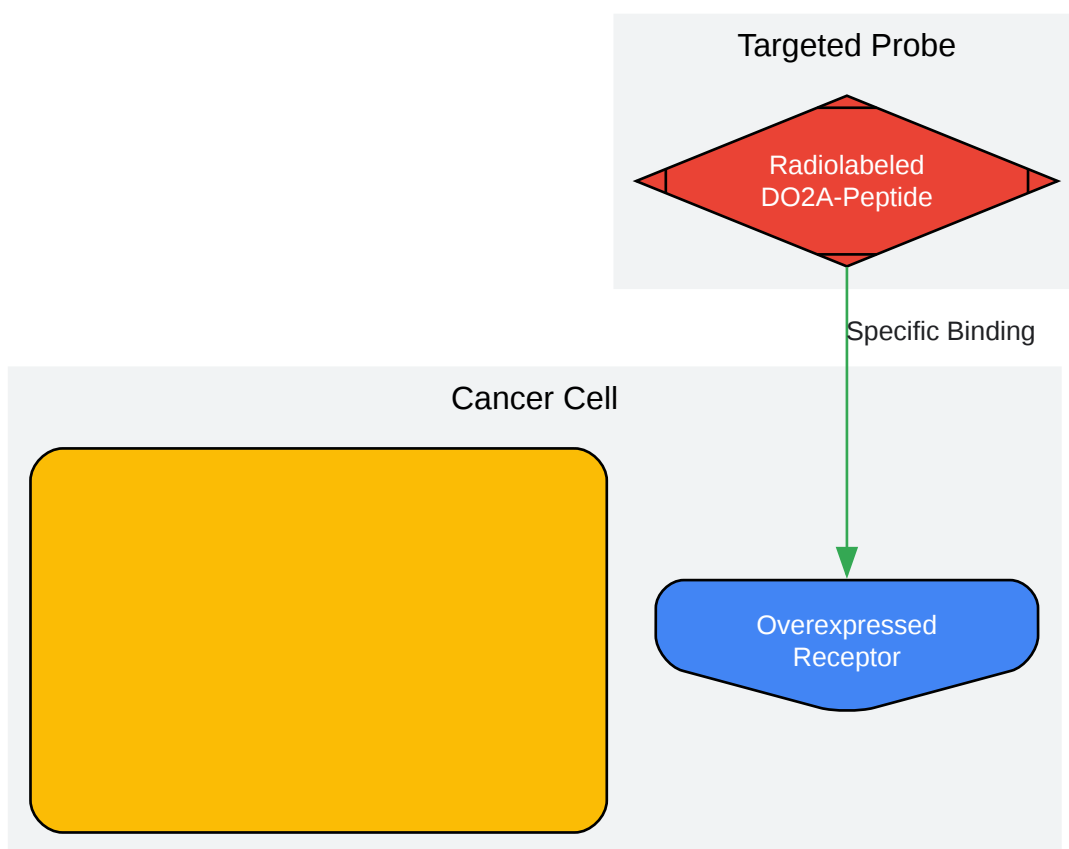 Targeted Probe
Radiolabeled
DO2A-Peptide
Specific Binding
Cancer Cell
Overexpressed
Receptor